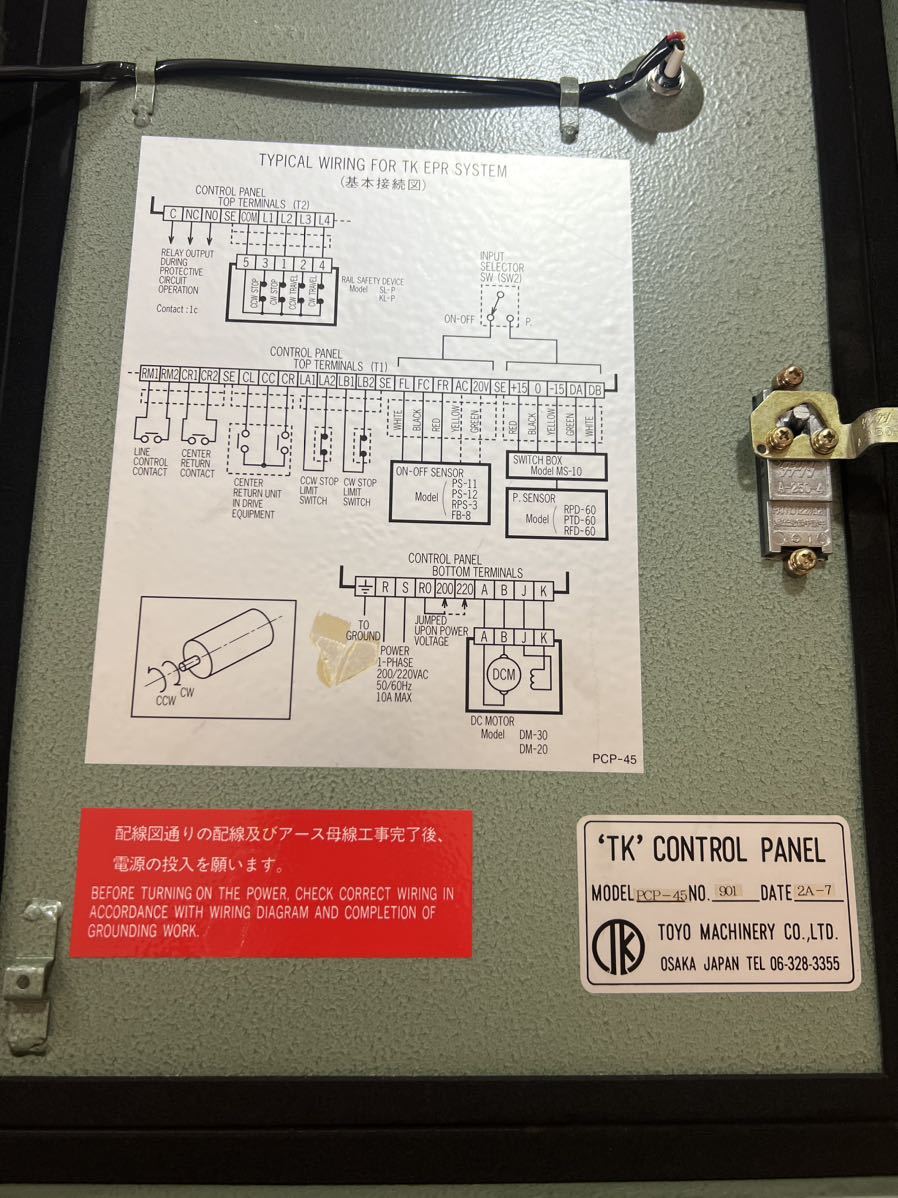 TYPICAL WIRING FOR TK EPR SYSTEM
(基本接続図)
CONTROL PANEL
TOP TERMINALS (T2)
C NC NO SE COM L1 L2 L3 L4
RELAY OUTPUT
DURING
PROTECTIVE
CIRCUIT
OPERATION
Contact : 1c
5 3 1 2 4
CCW STOP
CW STOP
CCW TRAVEL
CW TRAVEL
RAIL SAFETY DEVICE
Model SL-P
KL-P
INPUT
SELECTOR
SW (SW2)
ON-OFF P.
CONTROL PANEL
TOP TERMINALS (T1)
RM1 RM2 CR1 CR2 SE CL CC CR LA1 LA2 LB1 LB2 SE FL FC FR AC 20V SE +15 0 -15 DA DB
WHITE
BLACK
RED
YELLOW
GREEN
RED
BLACK
YELLOW
GREEN
WHITE
LINE
CONTROL
CONTACT
CENTER
RETURN
CONTACT
CENTER
RETURN UNIT
IN DRIVE
EQUIPMENT
CCW STOP
LIMIT
SWITCH
CW STOP
LIMIT
SWITCH
ON-OFF SENSOR
Model PS-11
PS-12
RPS-3
FB-8
SWITCH BOX
Model MS-10
P. SENSOR
Model RPD-60
PTD-60
RFD-60
CONTROL PANEL
BOTTOM TERMINALS
R S R0 200 220 A B J K
TO
GROUND
POWER
1-PHASE
200/220VAC
50/60Hz
10A MAX
JUMPED
UPON POWER
VOLTAGE
A B J K
DCM
DC MOTOR
Model DM-30
DM-20
CCW
CW
PCP-45
配線図通りの配線及びアース母線工事完了後、
電源の投入を願います。
BEFORE TURNING ON THE POWER, CHECK CORRECT WIRING IN
ACCORDANCE WITH WIRING DIAGRAM AND COMPLETION OF
GROUNDING WORK.
'TK' CONTROL PANEL
MODEL PCP-45 NO. 901 DATE 2A-7
TK
TOYO MACHINERY CO.,LTD.
OSAKA JAPAN TEL 06-328-3355
タキゲン